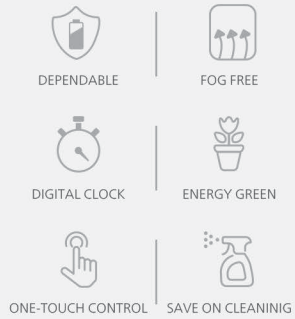 DEPENDABLE
FOG FREE
DIGITAL CLOCK
ENERGY GREEN
ONE-TOUCH CONTROL
SAVE ON CLEANINIG